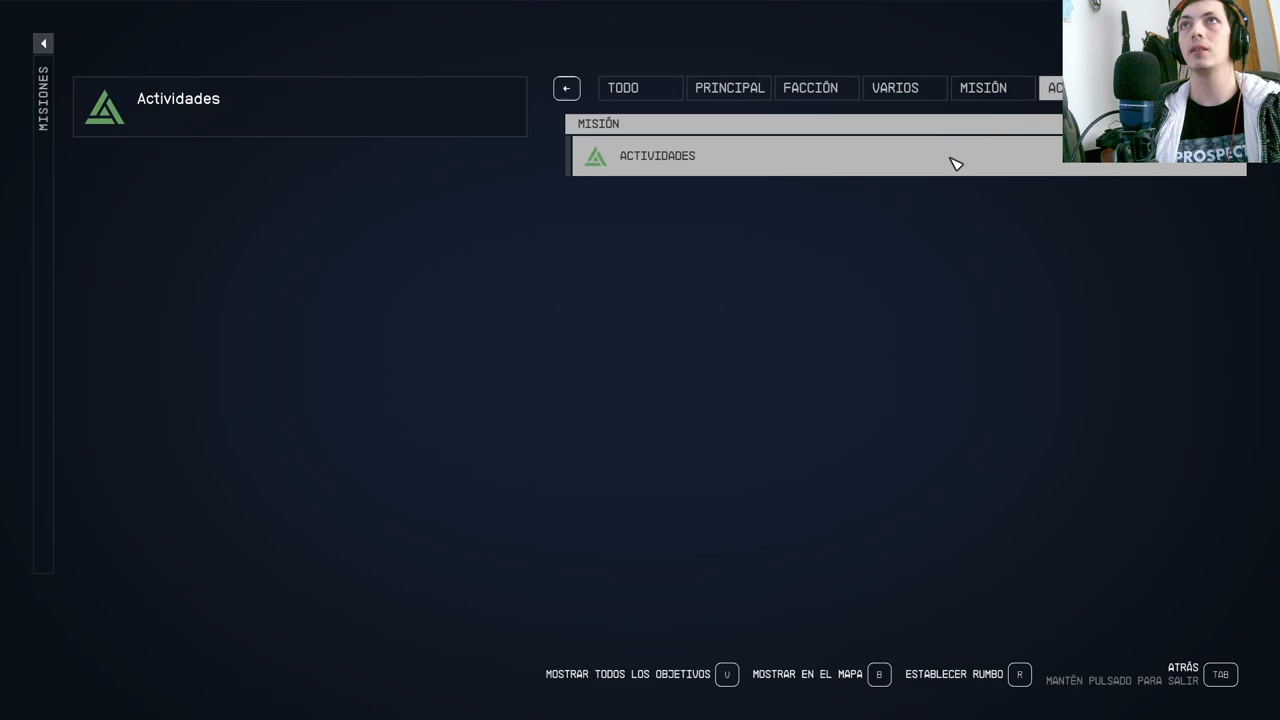 MISIONES
Actividades
TODO
PRINCIPAL
FACCIÓN
VARIOS
MISIÓN
AC
MISIÓN
ACTIVIDADES
PROSPECT
MOSTRAR TODOS LOS OBJETIVOS U
MOSTRAR EN EL MAPA B
ESTABLECER RUMBO R
ATRÁS
MANTÉN PULSADO PARA SALIR TAB